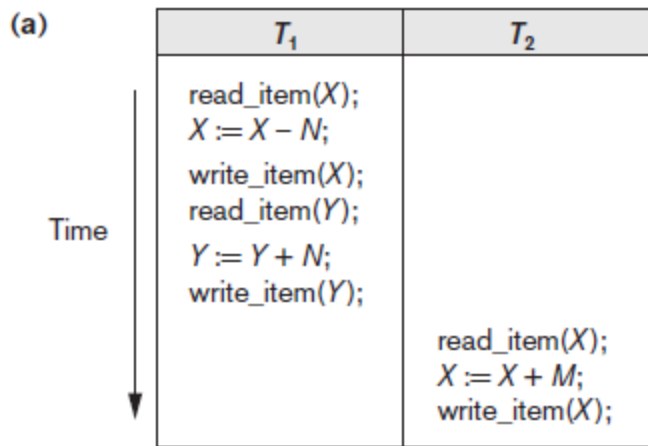 (a)
T₁ T₂
read_item(X);
X := X – N;
write_item(X);
read_item(Y);
Time
Y := Y + N;
write_item(Y);
read_item(X);
X := X + M;
write_item(X);